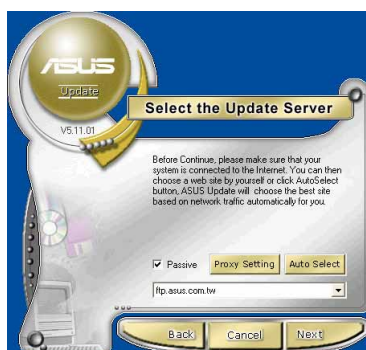 ASUS
Update
V5.11.01
Select the Update Server
Before Continue, please make sure that your
system is connected to the Internet. You can then
choose a web site by yourself or click AutoSelect
button, ASUS Update will choose the best site
based on network traffic automatically for you.
Passive
Proxy Setting
Auto Select
ftp.asus.com.tw
Back
Cancel
Next